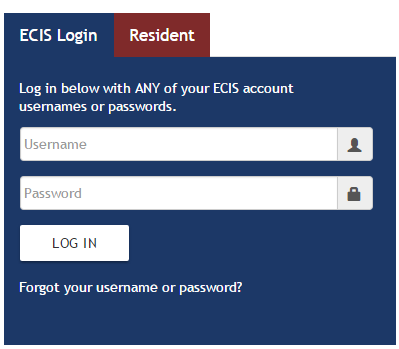 ECIS Login
Resident
Log in below with ANY of your ECIS account
usernames or passwords.
Username
Password
LOG IN
Forgot your username or password?